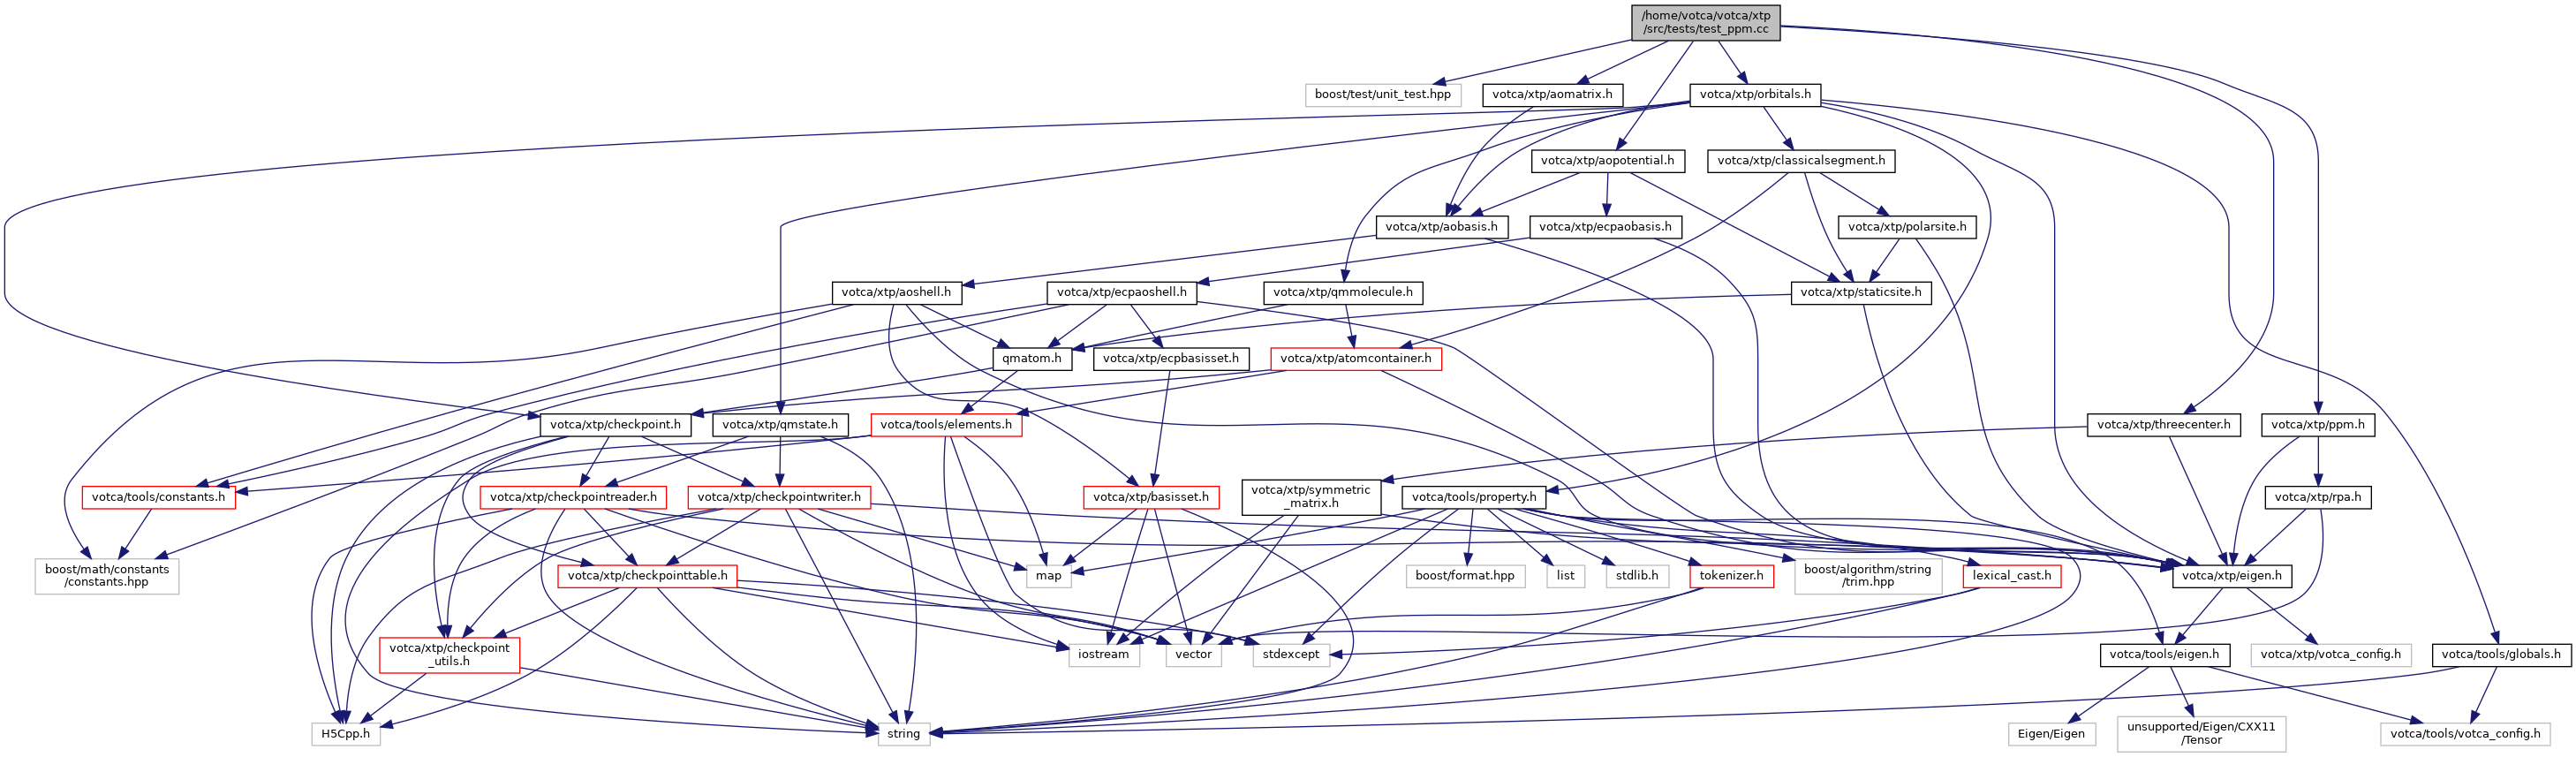 /home/votca/votca/xtp
/src/tests/test_ppm.cc
boost/test/unit_test.hpp
votca/xtp/aomatrix.h
votca/xtp/orbitals.h
votca/xtp/aopotential.h
votca/xtp/classicalsegment.h
votca/xtp/aobasis.h
votca/xtp/ecpaobasis.h
votca/xtp/polarsite.h
votca/xtp/aoshell.h
votca/xtp/ecpaoshell.h
votca/xtp/qmmolecule.h
votca/xtp/staticsite.h
qmatom.h
votca/xtp/ecpbasisset.h
votca/xtp/atomcontainer.h
votca/xtp/checkpoint.h
votca/xtp/qmstate.h
votca/tools/elements.h
votca/xtp/threecenter.h
votca/xtp/ppm.h
votca/tools/constants.h
votca/xtp/checkpointreader.h
votca/xtp/checkpointwriter.h
votca/xtp/basisset.h
votca/xtp/symmetric
_matrix.h
votca/tools/property.h
votca/xtp/rpa.h
boost/math/constants
/constants.hpp
votca/xtp/checkpointtable.h
map
boost/format.hpp
list
stdlib.h
tokenizer.h
boost/algorithm/string
/trim.hpp
lexical_cast.h
votca/xtp/eigen.h
votca/xtp/checkpoint
_utils.h
iostream
vector
stdexcept
votca/tools/eigen.h
votca/xtp/votca_config.h
votca/tools/globals.h
H5Cpp.h
string
Eigen/Eigen
unsupported/Eigen/CXX11
/Tensor
votca/tools/votca_config.h